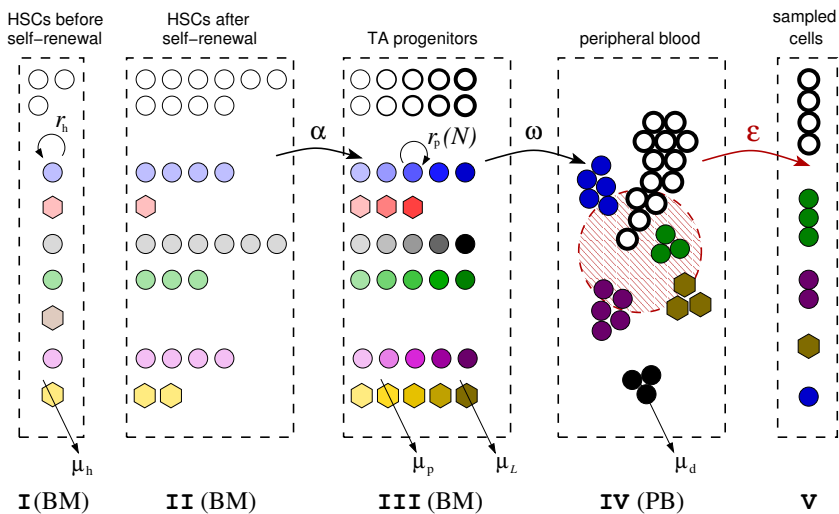 HSCs before
self−renewal
HSCs after
self−renewal
TA progenitors
peripheral blood
sampled
cells
r_h
α
r_p(N)
ω
ε
μ_h
μ_p
μ_L
μ_d
I (BM)
II (BM)
III (BM)
IV (PB)
V